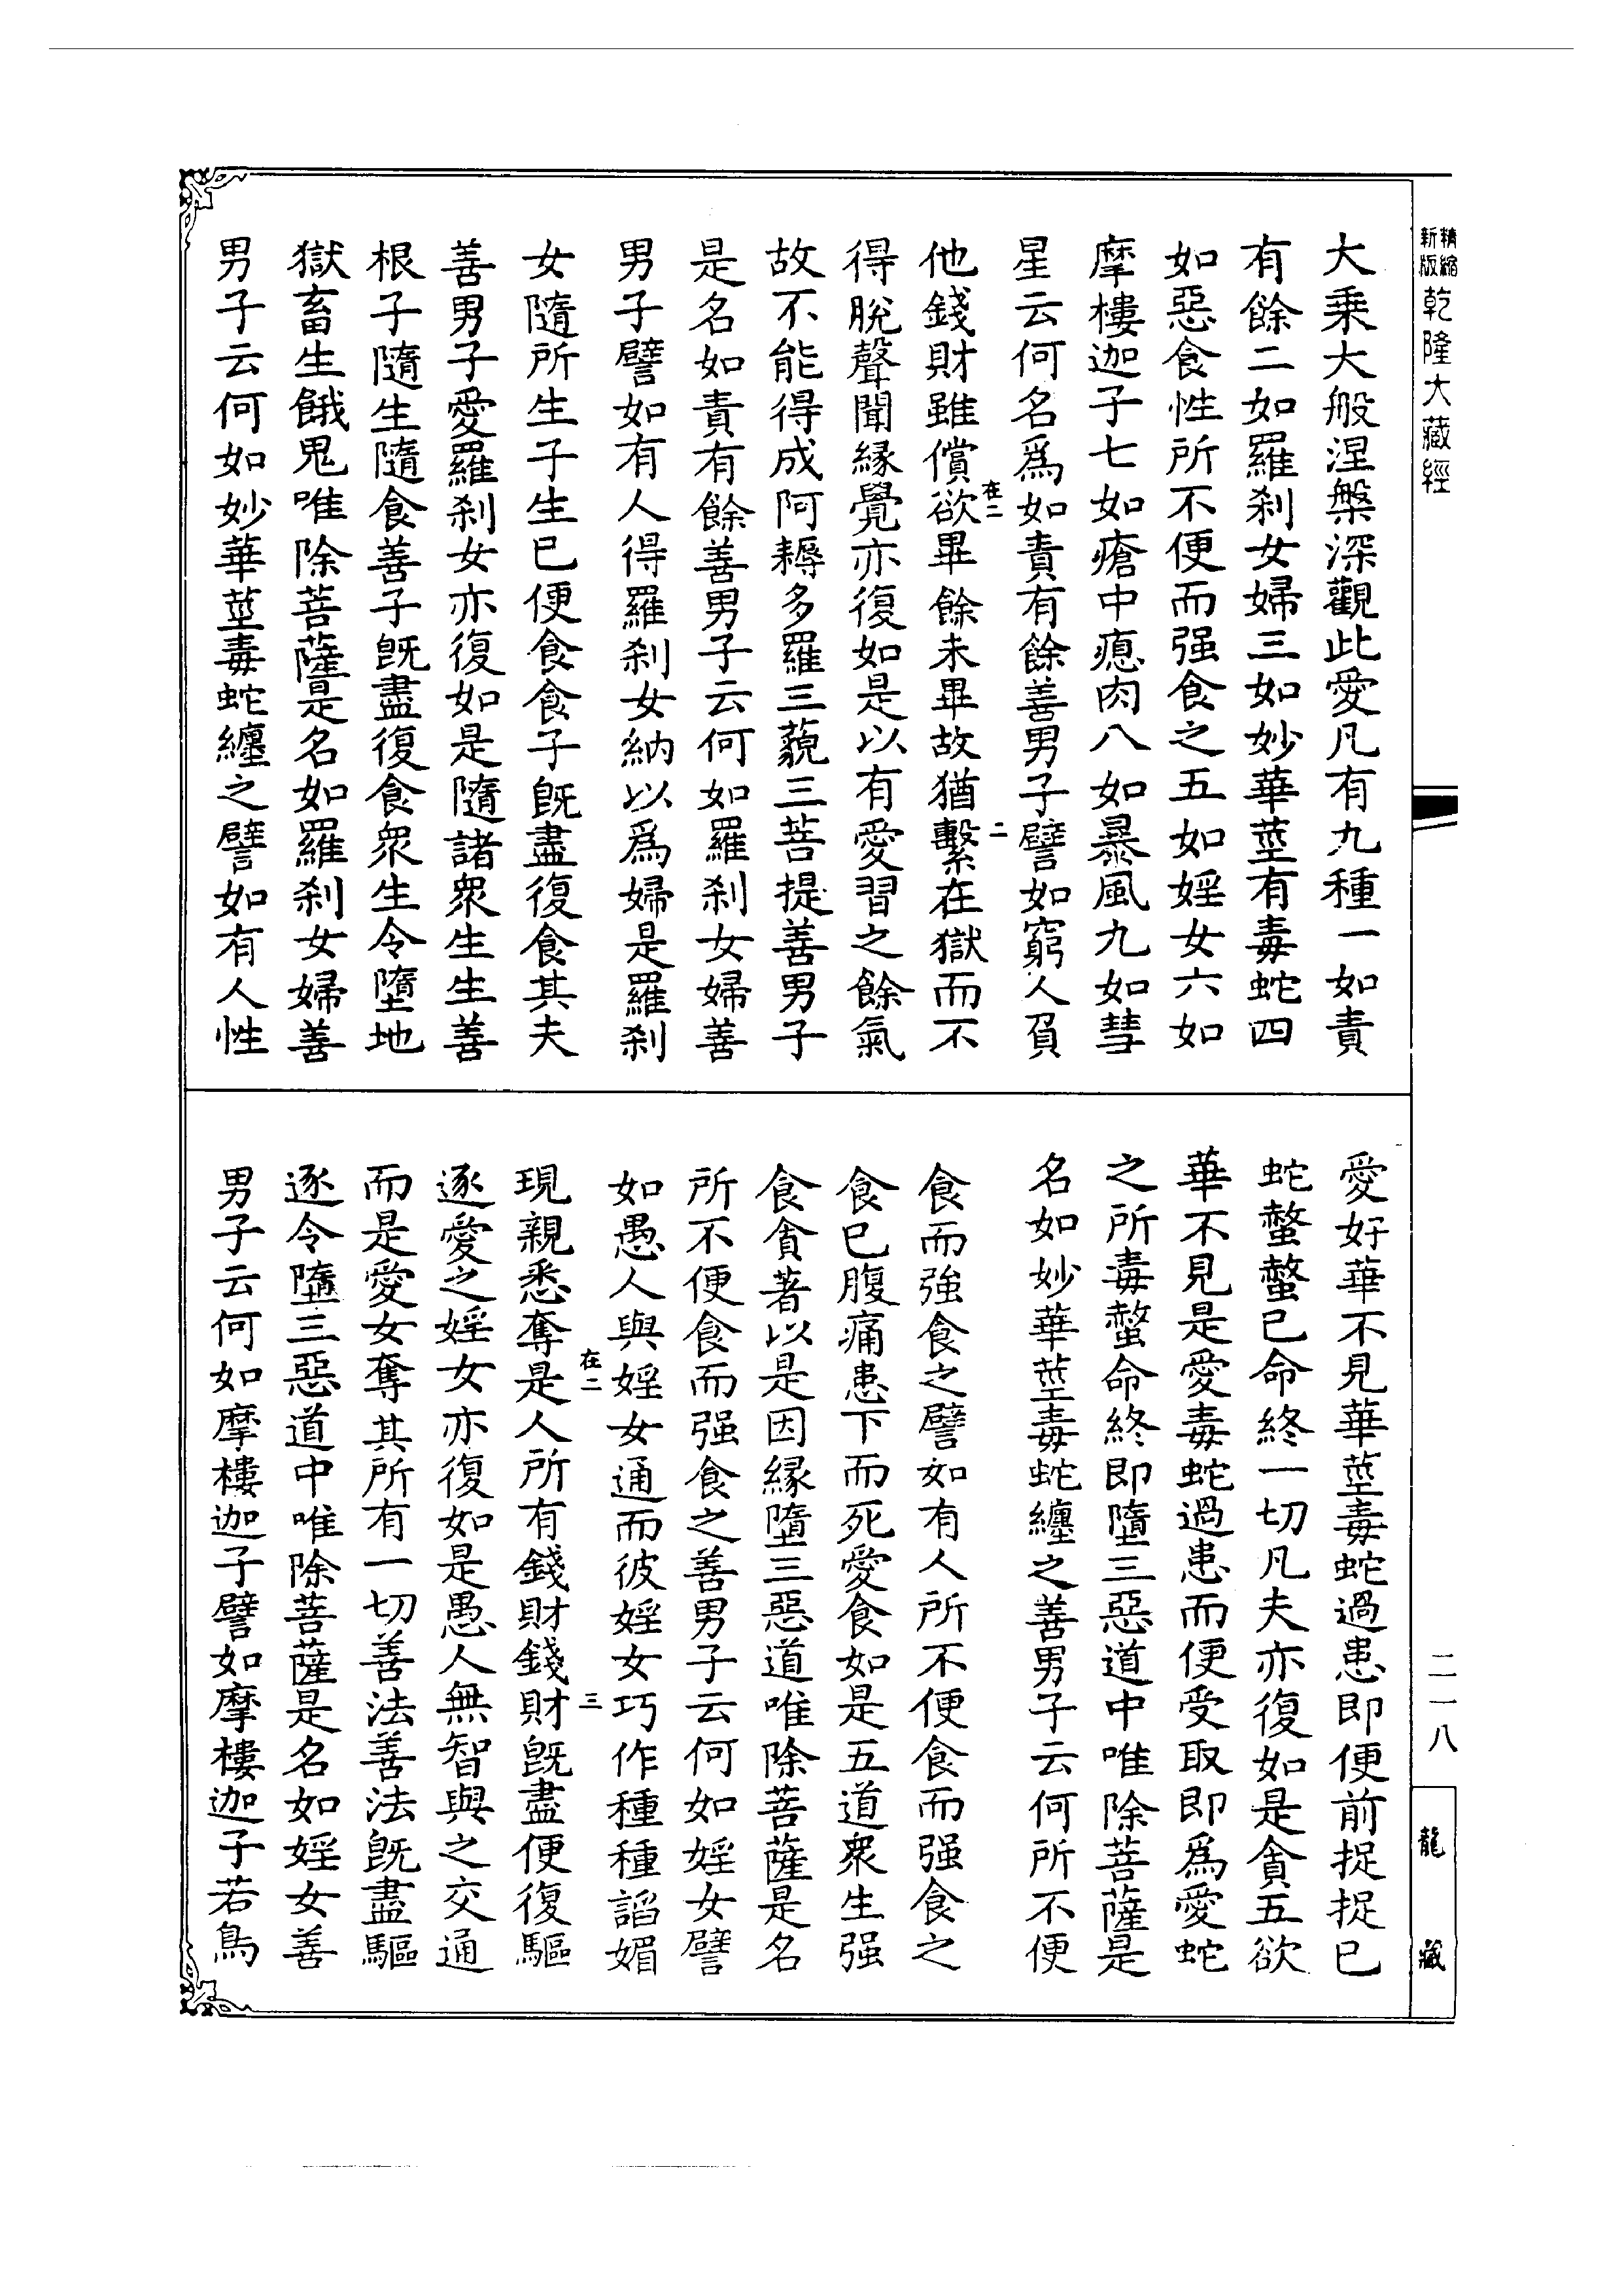 精縮
新版
乾隆大藏經
大乘大般涅槃深觀此愛凡有九種一如責
有餘二如羅剎女婦三如妙華莖有毒蛇四
如惡食性所不便而强食之五如婬女六如
摩樓迦子七如瘡中瘜肉八如暴風九如彗
星云何名爲如責有餘善男子譬如窮人負
在二
二
他錢財雖償欲畢餘未畢故猶繫在獄而不
得脫聲聞緣覺亦復如是以有愛習之餘氣
故不能得成阿耨多羅三藐三菩提善男子
是名如責有餘善男子云何如羅剎女婦善
男子譬如有人得羅剎女納以爲婦是羅剎
女隨所生子生已便食食子旣盡復食其夫
善男子愛羅剎女亦復如是隨諸衆生生善
根子隨生隨食善子旣盡復食衆生令墮地
獄畜生餓鬼唯除菩薩是名如羅剎女婦善
男子云何如妙華莖毒蛇纏之譬如有人性
愛好華不見華莖毒蛇過患即便前捉捉已
蛇螫螫已命終一切凡夫亦復如是貪五欲
華不見是愛毒蛇過患而便受取即爲愛蛇
之所毒螫命終即墮三惡道中唯除菩薩是
名如妙華莖毒蛇纏之善男子云何所不便
食而強食之譬如有人所不便食而强食之
食已腹痛患下而死愛食如是五道衆生强
食貪著以是因緣墮三惡道唯除菩薩是名
所不便食而强食之善男子云何如婬女譬
如愚人與婬女通而彼婬女巧作種種諂媚
在二
三
現親悉奪是人所有錢財錢財旣盡便復驅
逐愛之婬女亦復如是愚人無智與之交通
而是愛女奪其所有一切善法善法旣盡驅
逐令墮三惡道中唯除菩薩是名如婬女善
男子云何如摩樓迦子譬如摩樓迦子若鳥
二一八
龍藏